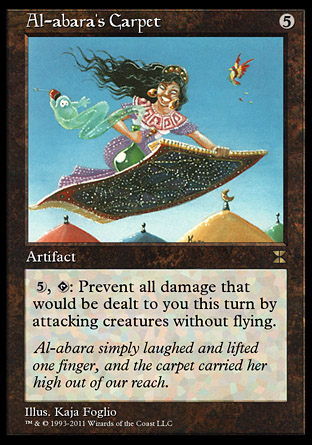 Al-abara's Carpet 5
Artifact
5, : Prevent all damage that
would be dealt to you this turn by
attacking creatures without flying.
Al-abara simply laughed and lifted
one finger, and the carpet carried her
high out of our reach.
Illus. Kaja Foglio
™ & © 1993-2011 Wizards of the Coast LLC